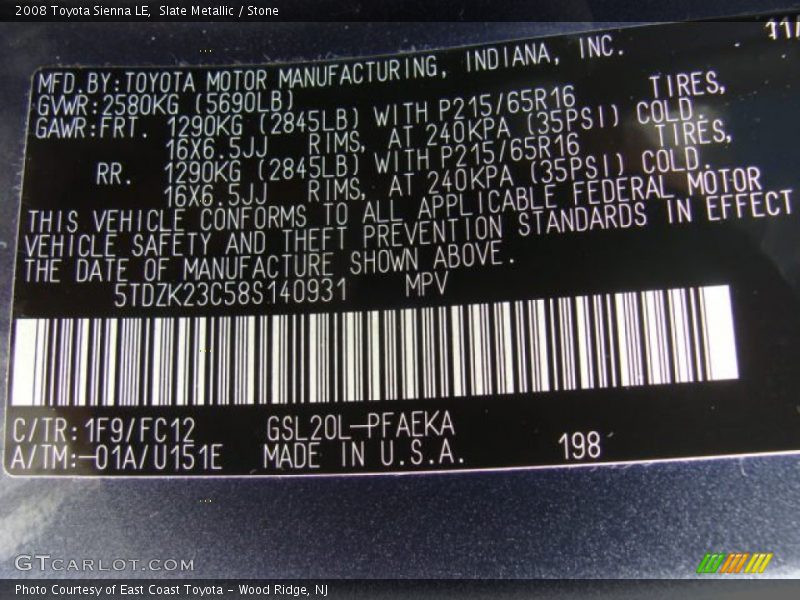 2008 Toyota Sienna LE, Slate Metallic / Stone
11/
MFD.BY:TOYOTA MOTOR MANUFACTURING, INDIANA, INC.
GVWR:2580KG (5690LB)
GAWR:FRT. 1290KG (2845LB) WITH P215/65R16 TIRES,
16X6.5JJ RIMS, AT 240KPA (35PSI) COLD.
RR. 1290KG (2845LB) WITH P215/65R16 TIRES,
16X6.5JJ RIMS, AT 240KPA (35PSI) COLD.
THIS VEHICLE CONFORMS TO ALL APPLICABLE FEDERAL MOTOR
VEHICLE SAFETY AND THEFT PREVENTION STANDARDS IN EFFECT
THE DATE OF MANUFACTURE SHOWN ABOVE.
5TDZK23C58S140931 MPV
C/TR:1F9/FC12 GSL20L-PFAEKA
A/TM:-01A/U151E MADE IN U.S.A. 198
GTCARLOT.COM
Photo Courtesy of East Coast Toyota - Wood Ridge, NJ